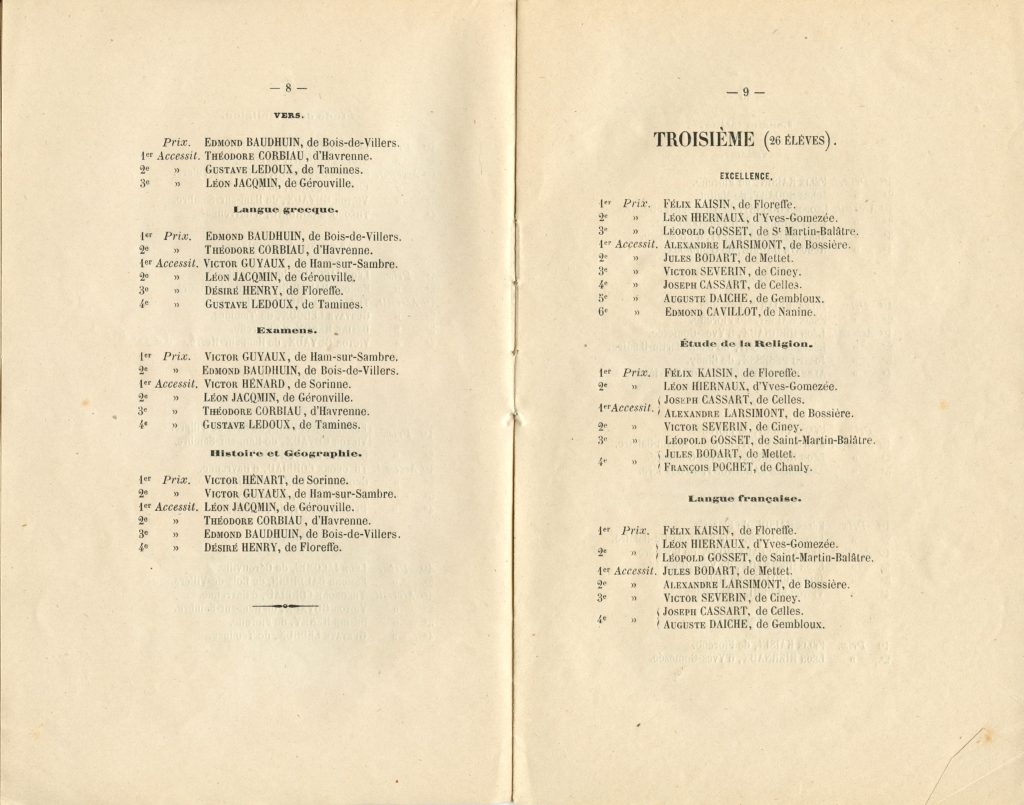 — 8 —
VERS.
Prix. EDMOND BAUDHUIN, de Bois-de-Villers.
1er Accessit. THÉODORE CORBIAU, d'Havrenne.
2e » GUSTAVE LEDOUX, de Tamines.
3e » LÉON JACQMIN, de Gérouville.
Langue grecque.
1er Prix. EDMOND BAUDHUIN, de Bois-de-Villers.
2e » THÉODORE CORBIAU, d'Havrenne.
1er Accessit. VICTOR GUYAUX, de Ham-sur-Sambre.
2e » LÉON JACQMIN, de Gérouville.
3e » DÉSIRÉ HENRY, de Floreffe.
4e » GUSTAVE LEDOUX, de Tamines.
Examens.
1er Prix. VICTOR GUYAUX, de Ham-sur-Sambre.
2e » EDMOND BAUDHUIN, de Bois-de-Villers.
1er Accessit. VICTOR HÉNARD, de Sorinne.
2e » LÉON JACQMIN, de Géronville.
3e » THÉODORE CORBIAU, d'Havrenne.
4e » GUSTAVE LEDOUX, de Tamines.
Histoire et Géographie.
1er Prix. VICTOR HÉNART, de Sorinne.
2e » VICTOR GUYAUX, de Ham-sur-Sambre.
1er Accessit. LÉON JACQMIN, de Gérouville.
2e » THÉODORE CORBIAU, d'Havrenne.
3e » EDMOND BAUDHUIN, de Bois-de-Villers.
4e » DÉSIRÉ HENRY, de Floreffe.
— 9 —
TROISIÈME (26 ÉLÈVES).
EXCELLENCE.
1er Prix. FÉLIX KAISIN, de Floreffe.
2e » LÉON HIERNAUX, d'Yves-Gomezée.
3e » LÉOPOLD GOSSET, de St Martin-Balâtre.
1er Accessit. ALEXANDRE LARSIMONT, de Bossière.
2e » JULES BODART, de Mettet.
3e » VICTOR SEVERIN, de Ciney.
4e » JOSEPH CASSART, de Celles.
5e » AUGUSTE DAICHE, de Gembloux.
6e » EDMOND CAVILLOT, de Nanine.
Étude de la Religion.
1er Prix. FÉLIX KAISIN, de Floreffe.
2e » LÉON HIERNAUX, d'Yves-Gomezée.
1er Accessit. JOSEPH CASSART, de Celles.
ALEXANDRE LARSIMONT, de Bossière.
2e » VICTOR SEVERIN, de Ciney.
3e » LÉOPOLD GOSSET, de Saint-Martin-Balâtre.
4e » JULES BODART, de Mettet.
FRANÇOIS POCHET, de Chanly.
Langue française.
1er Prix. FÉLIX KAISIN, de Floreffe.
2e » LÉON HIERNAUX, d'Yves-Gomezée.
LÉOPOLD GOSSET, de Saint-Martin-Balâtre.
1er Accessit. JULES BODART, de Mettet.
2e » ALEXANDRE LARSIMONT, de Bossière.
3e » VICTOR SEVERIN, de Ciney.
4e » JOSEPH CASSART, de Celles.
AUGUSTE DAICHE, de Gembloux.